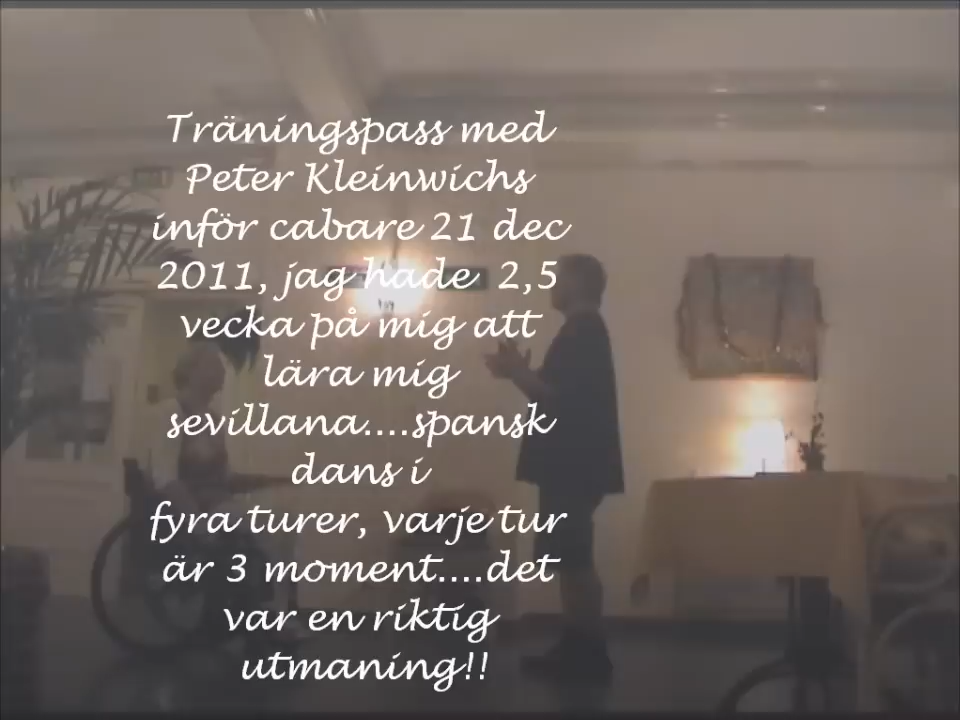 Träningspass med
Peter Kleinwichs
inför cabare 21 dec
2011, jag hade 2,5
vecka på mig att
lära mig
sevillana....spansk
dans i
fyra turer, varje tur
är 3 moment....det
var en riktig
utmaning!!